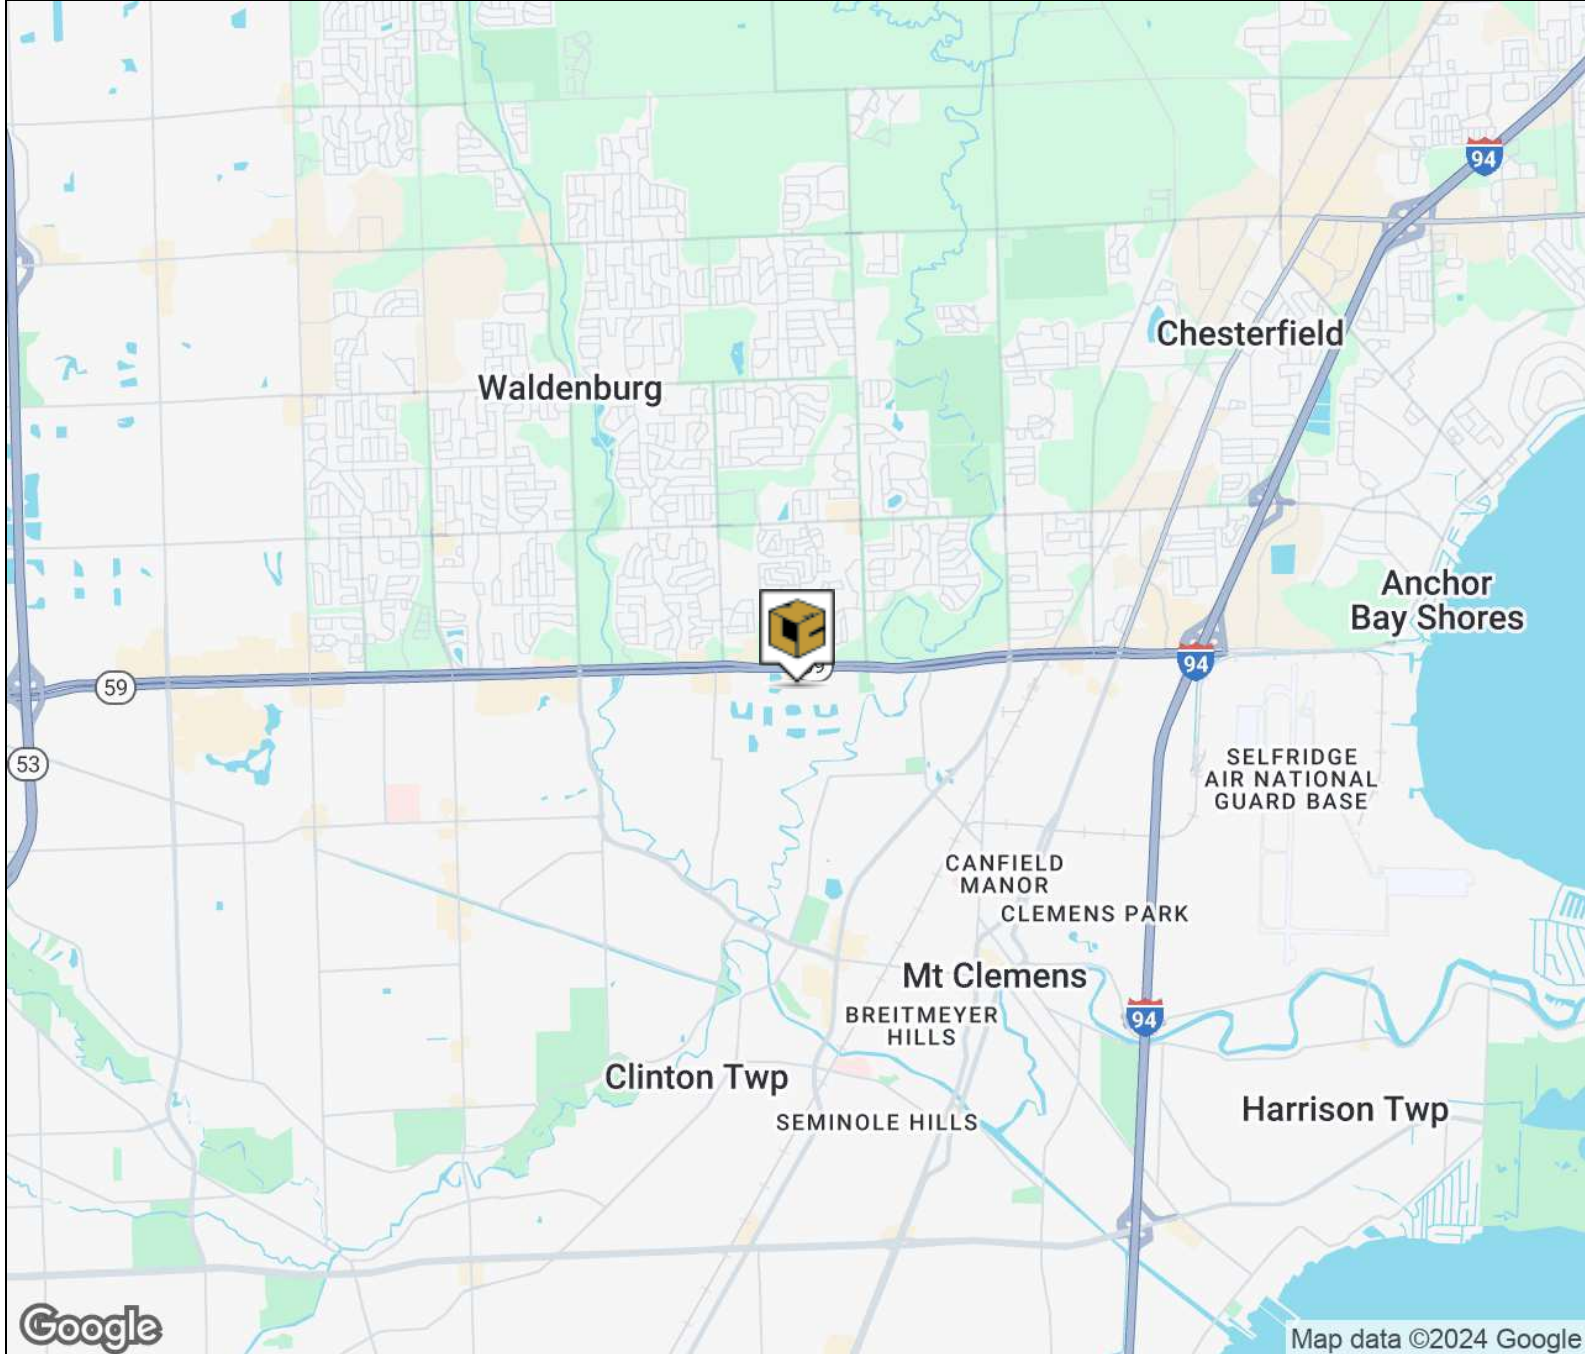 94
Chesterfield
Waldenburg
Anchor
Bay Shores
94
59
53
SELFRIDGE
AIR NATIONAL
GUARD BASE
CANFIELD
MANOR
CLEMENS PARK
Mt Clemens
BREITMEYER
HILLS
94
Clinton Twp
SEMINOLE HILLS
Harrison Twp
Google
Map data ©2024 Google